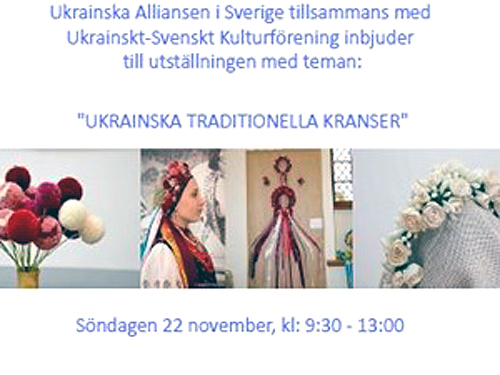 Ukrainska Alliansen i Sverige tillsammans med
Ukrainskt-Svenskt Kulturförening inbjuder
till utställningen med teman:
"UKRAINSKA TRADITIONELLA KRANSER"
Söndagen 22 november, kl: 9:30 - 13:00